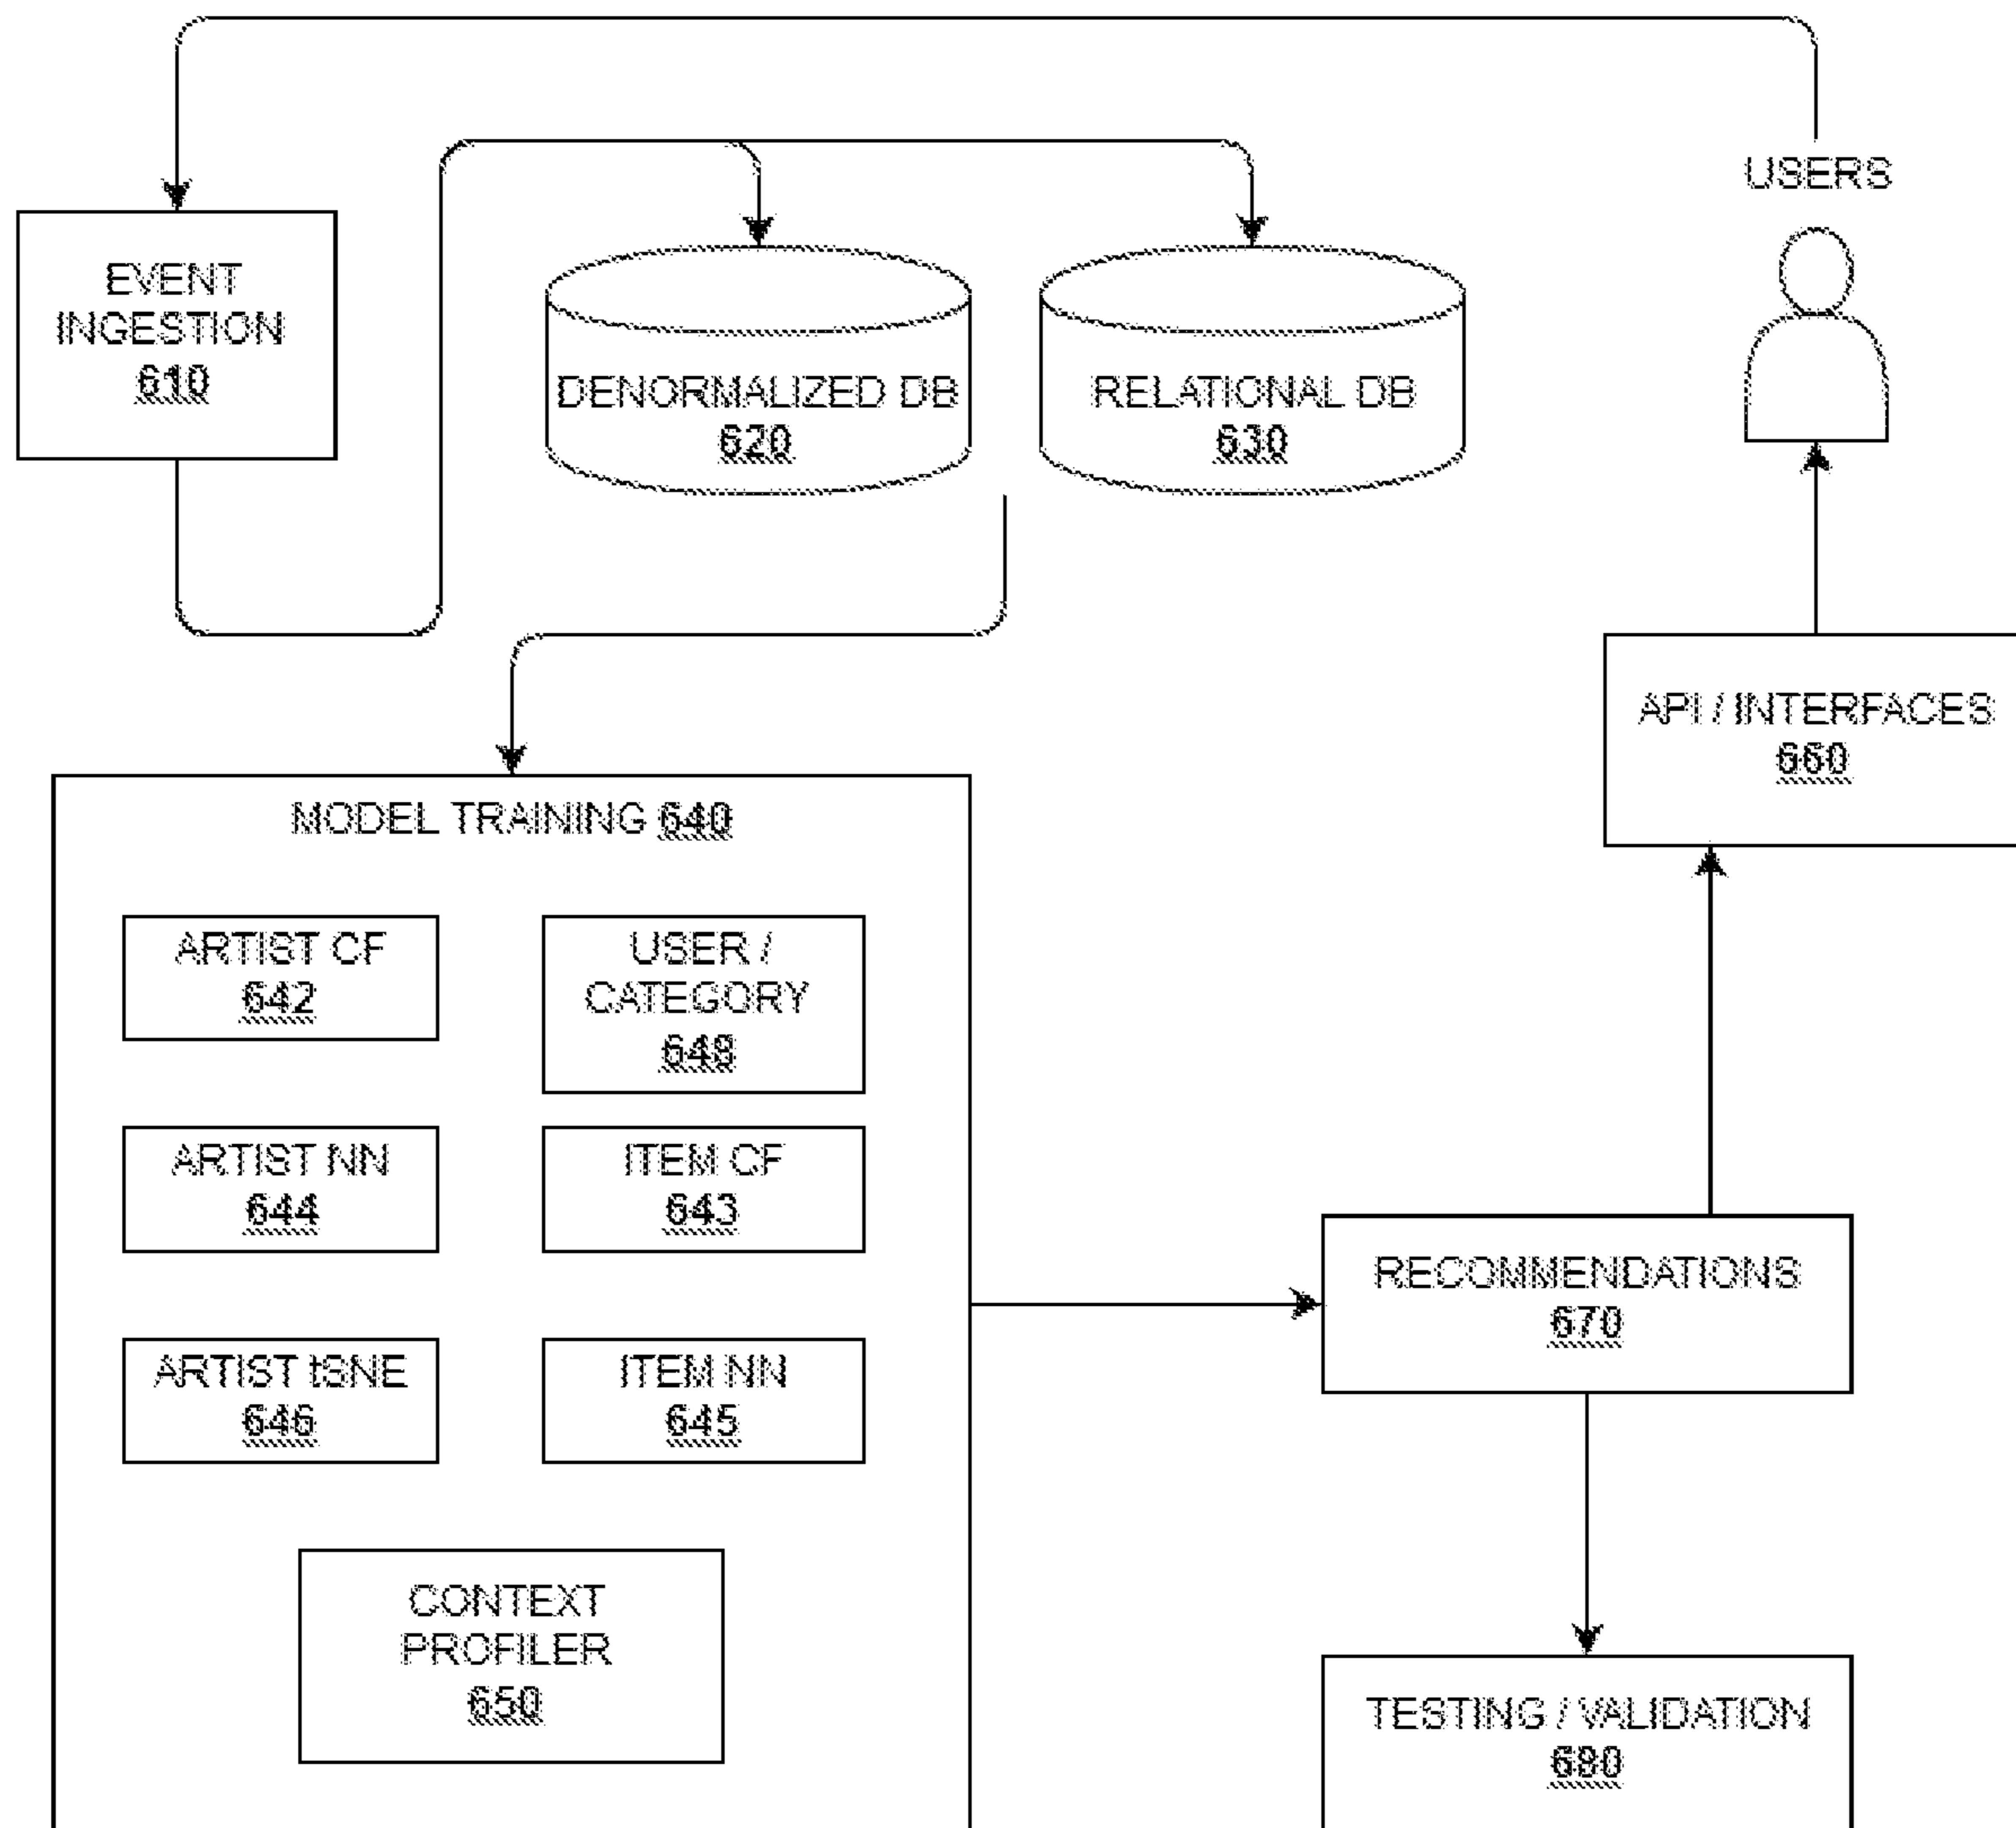 USERS
EVENT
INGESTION
610
DENORMALIZED DB
620
RELATIONAL DB
630
API / INTERFACES
660
MODEL TRAINING 640
ARTIST CF
642
USER /
CATEGORY
648
ARTIST NN
644
ITEM CF
643
ARTIST tSNE
646
ITEM NN
645
CONTEXT
PROFILER
650
RECOMMENDATIONS
670
TESTING / VALIDATION
680